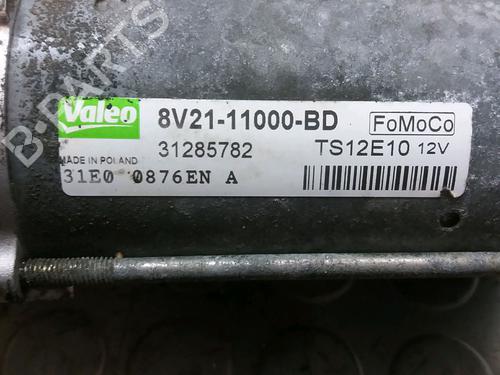 B-PARTS
Valeo
8V21-11000-BD
FoMoCo
31285782
TS12E10 12V
MADE IN POLAND
31E0 0876EN A